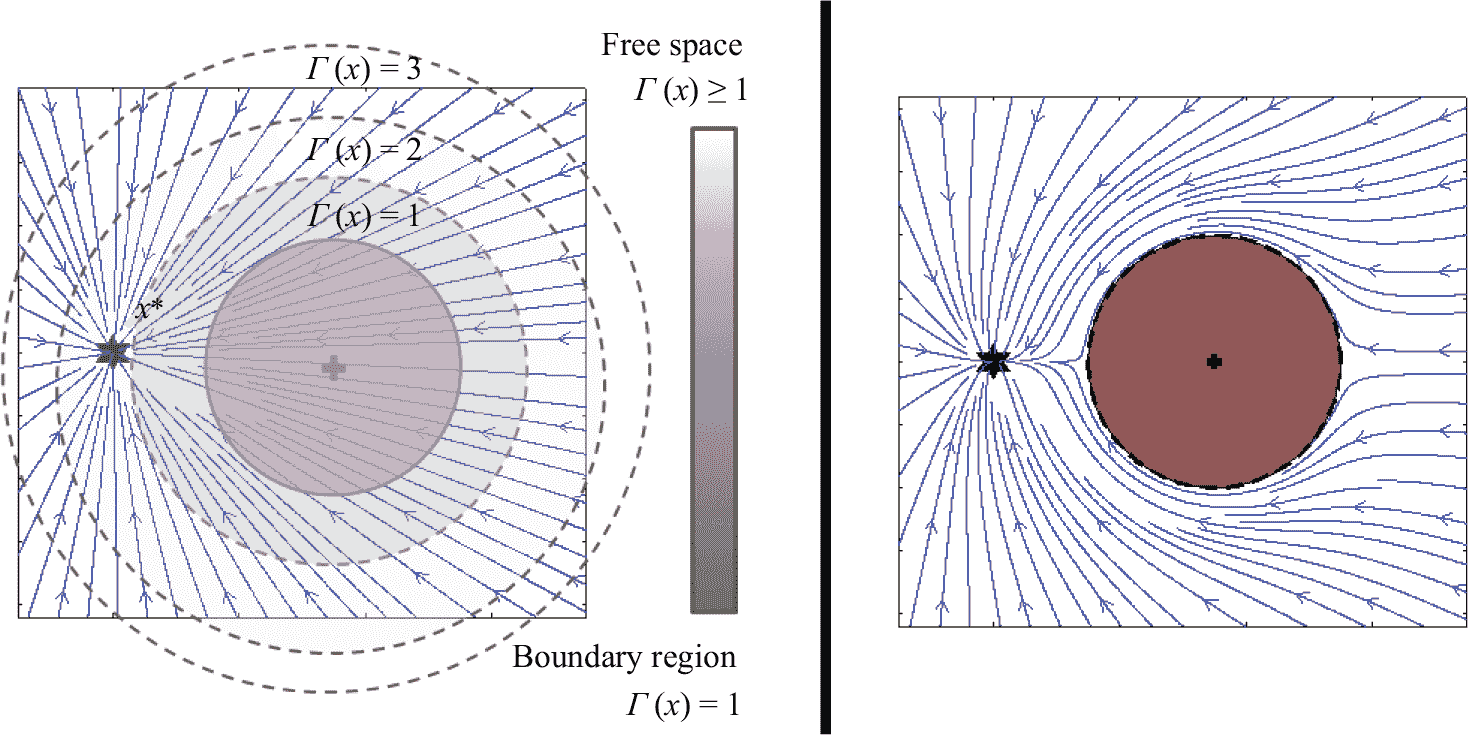 Γ (x) = 3
Free space
Γ (x) ≥ 1
Γ (x) = 2
Γ (x) = 1
x*
Boundary region
Γ (x) = 1